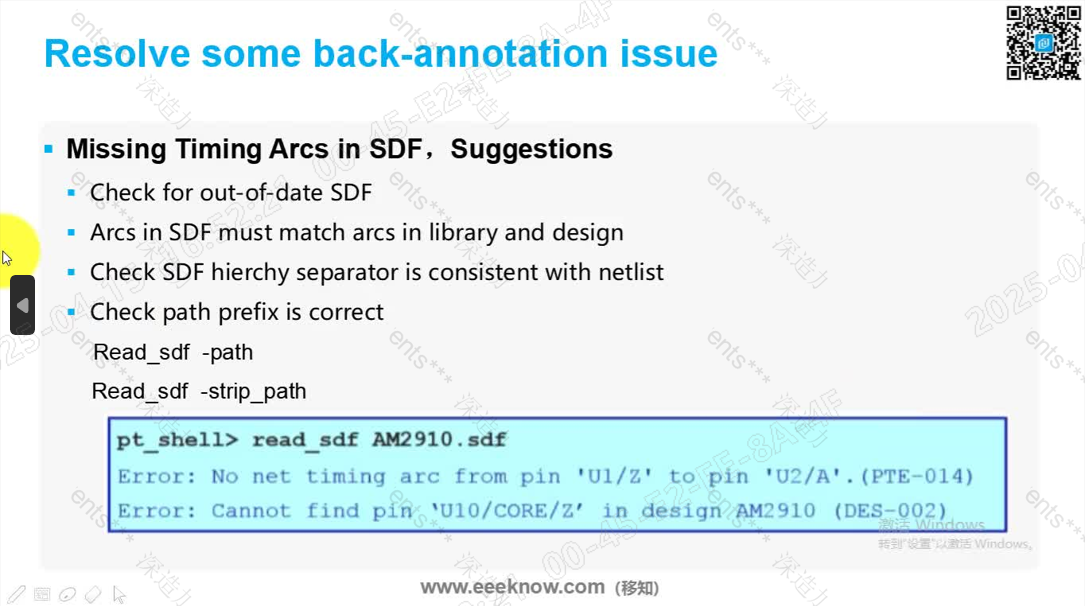 Resolve some back-annotation issue
Missing Timing Arcs in SDF，Suggestions
Check for out-of-date SDF
Arcs in SDF must match arcs in library and design
Check SDF hierchy separator is consistent with netlist
Check path prefix is correct
Read_sdf -path
Read_sdf -strip_path
pt_shell> read_sdf AM2910.sdf
Error: No net timing arc from pin 'U1/Z' to pin 'U2/A'.(PTE-014)
Error: Cannot find pin 'U10/CORE/Z' in design AM2910 (DES-002)
激活 Windows
转到"设置"以激活 Windows。
www.eeeknow.com (移知)